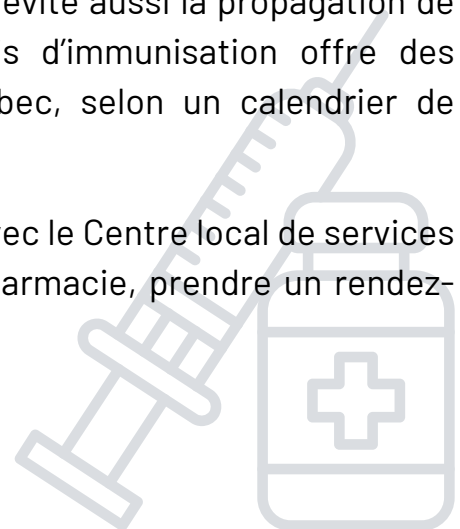 évite aussi la propagation de
s d’immunisation offre des
bec, selon un calendrier de
vec le Centre local de services
armacie, prendre un rendez-